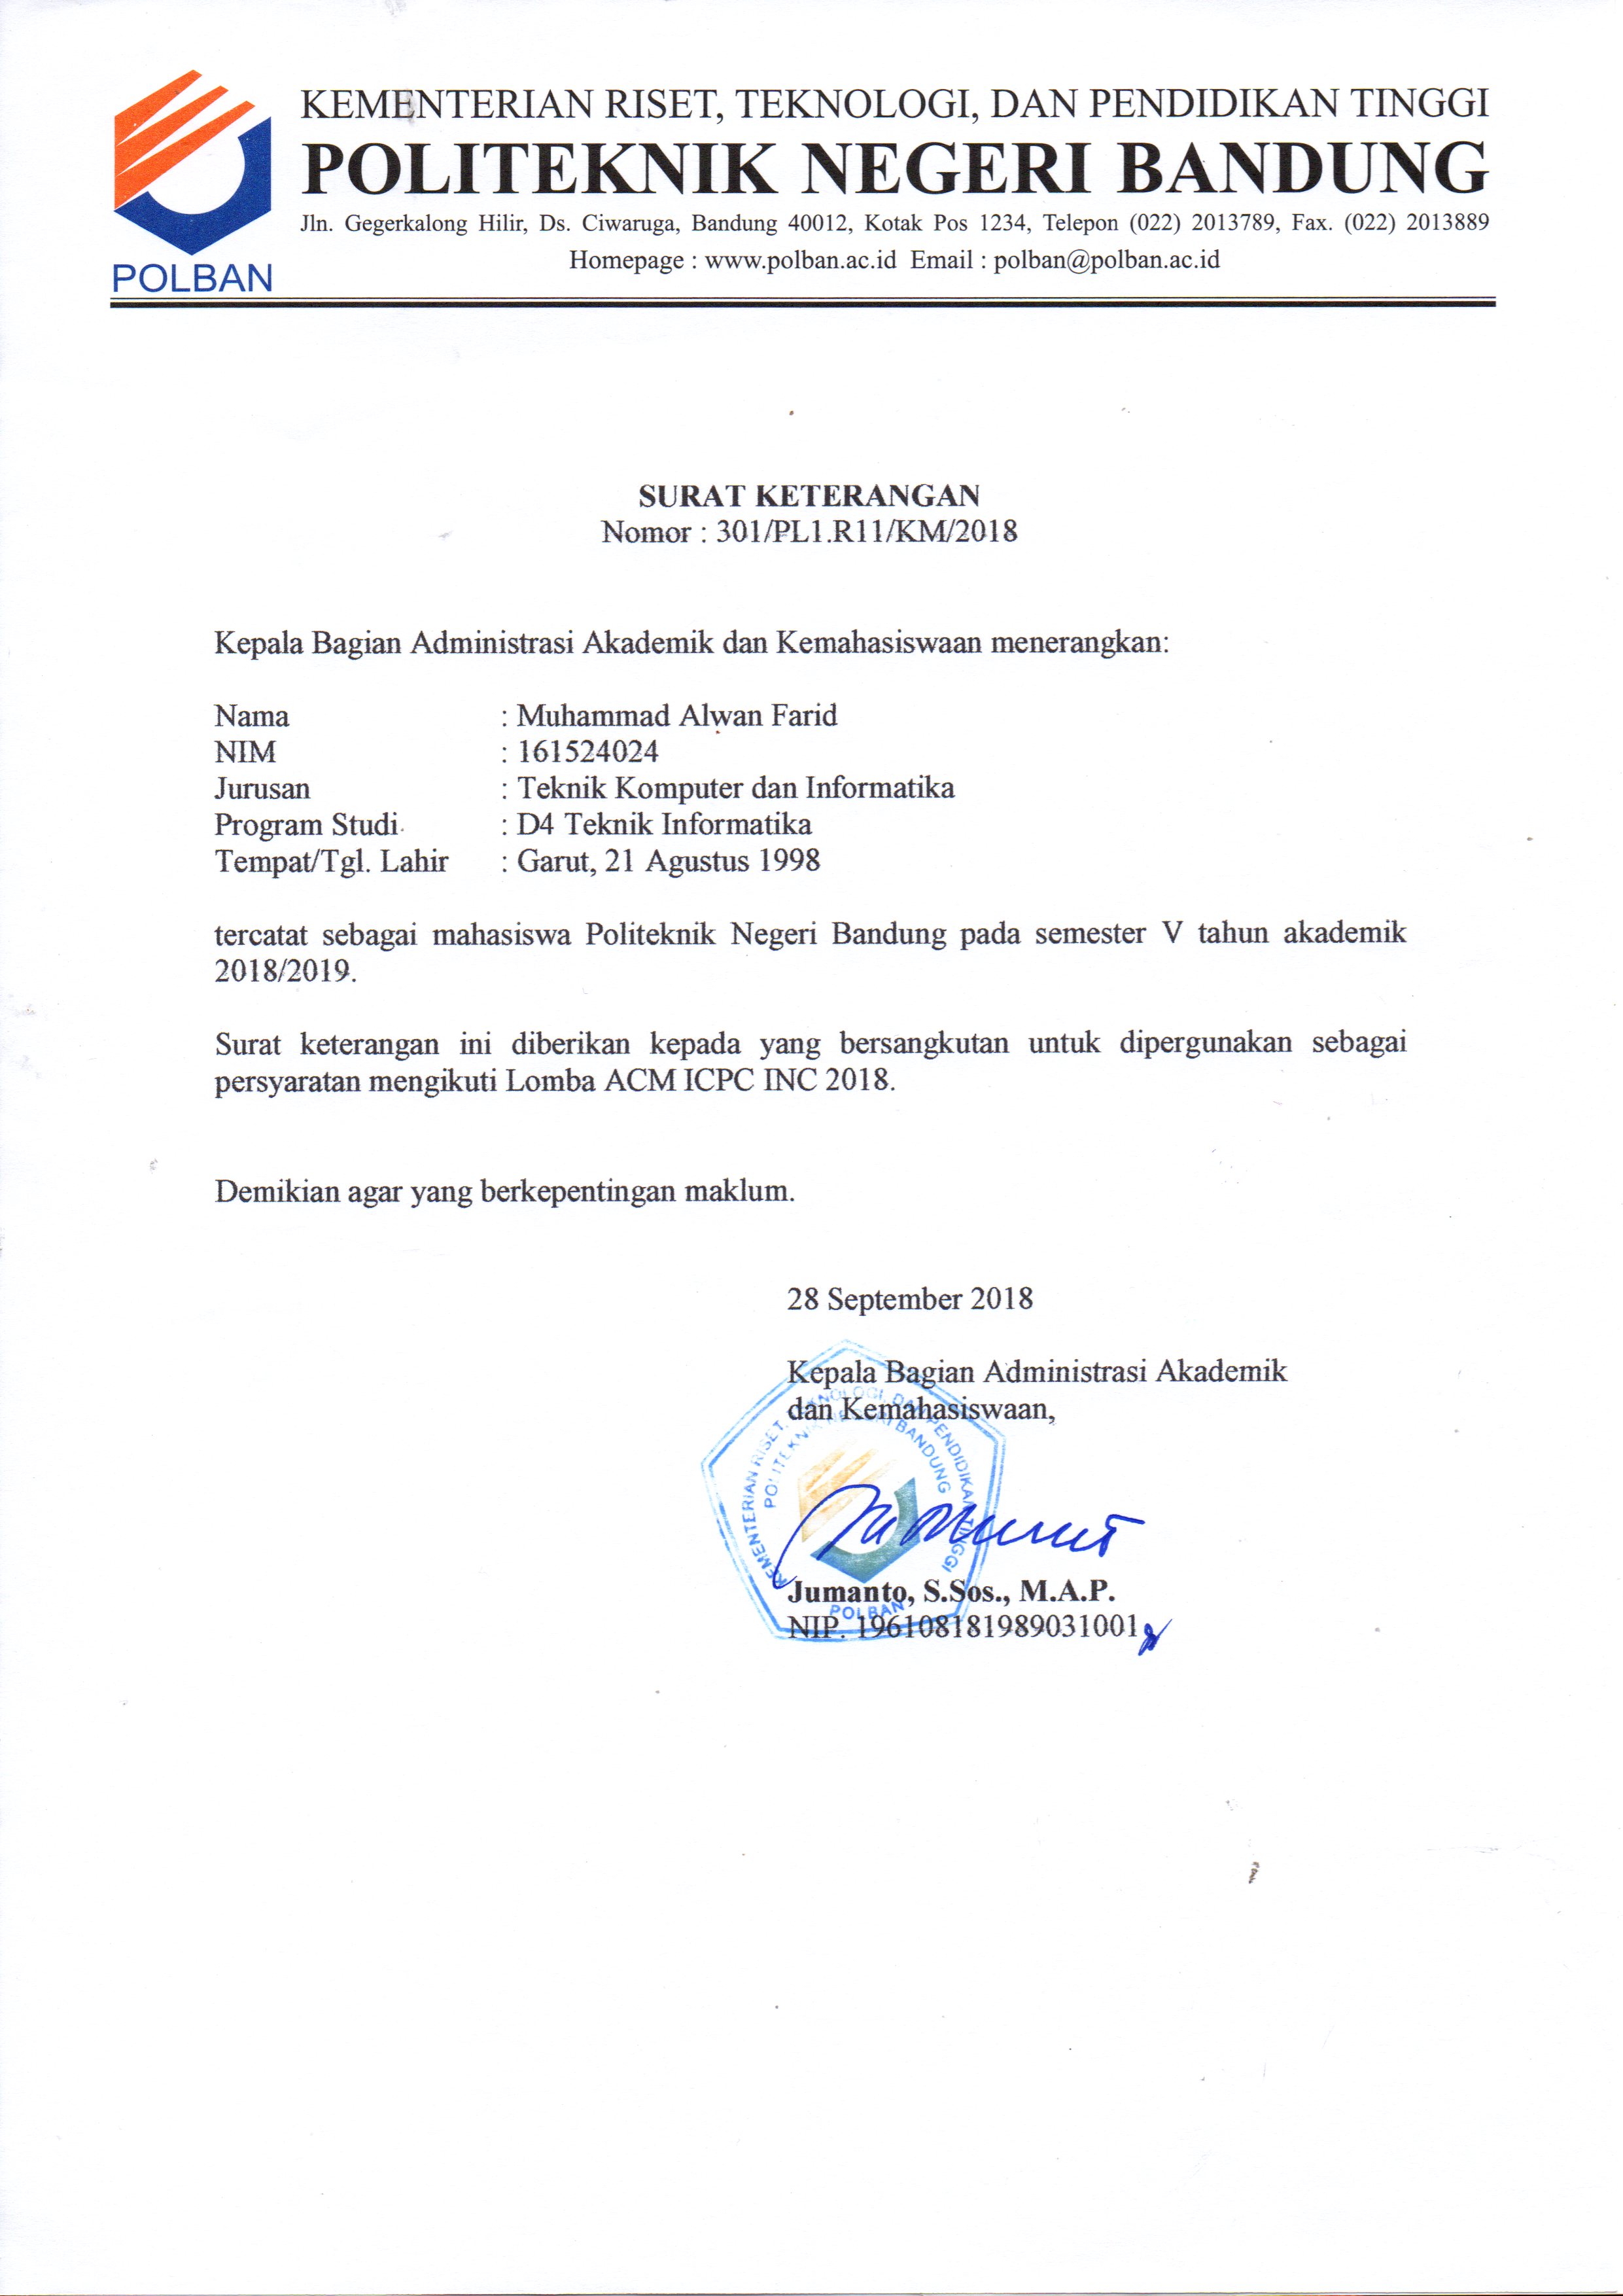 KEMENTERIAN RISET, TEKNOLOGI, DAN PENDIDIKAN TINGGI
POLITEKNIK NEGERI BANDUNG
Jln. Gegerkalong Hilir, Ds. Ciwaruga, Bandung 40012, Kotak Pos 1234, Telepon (022) 2013789, Fax. (022) 2013889
Homepage : www.polban.ac.id Email : polban@polban.ac.id
POLBAN
SURAT KETERANGAN
Nomor : 301/PL1.R11/KM/2018
Kepala Bagian Administrasi Akademik dan Kemahasiswaan menerangkan:
Nama : Muhammad Alwan Farid
NIM : 161524024
Jurusan : Teknik Komputer dan Informatika
Program Studi : D4 Teknik Informatika
Tempat/Tgl. Lahir : Garut, 21 Agustus 1998
tercatat sebagai mahasiswa Politeknik Negeri Bandung pada semester V tahun akademik
2018/2019.
Surat keterangan ini diberikan kepada yang bersangkutan untuk dipergunakan sebagai
persyaratan mengikuti Lomba ACM ICPC INC 2018.
Demikian agar yang berkepentingan maklum.
28 September 2018
Kepala Bagian Administrasi Akademik
dan Kemahasiswaan,
KEMENTERIAN RISET, TEKNOLOGI, DAN PENDIDIKAN TINGGI
POLITEKNIK NEGERI BANDUNG
POLBAN
Jumanto, S.Sos., M.A.P.
NIP. 196108181989031001